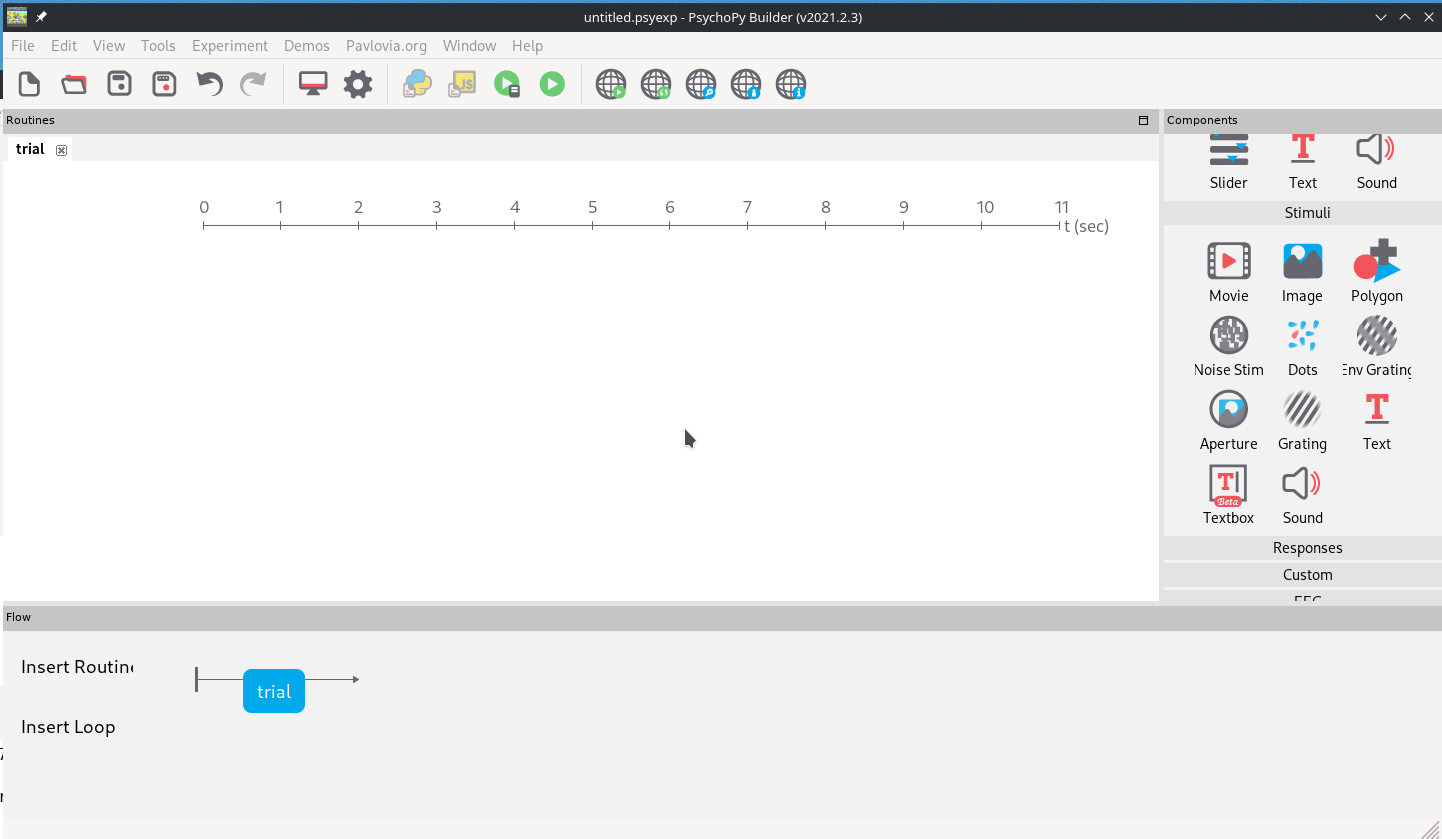 untitled.psyexp - PsychoPy Builder (v2021.2.3)
File Edit View Tools Experiment Demos Pavlovia.org Window Help
JS
Routines
Components
trial
0 1 2 3 4 5 6 7 8 9 10 11
t (sec)
Slider Text Sound
Stimuli
Movie Image Polygon
Noise Stim Dots Env Grating
Aperture Grating Text
Beta
Textbox Sound
Responses
Custom
EEG
Flow
Insert Routine
trial
Insert Loop